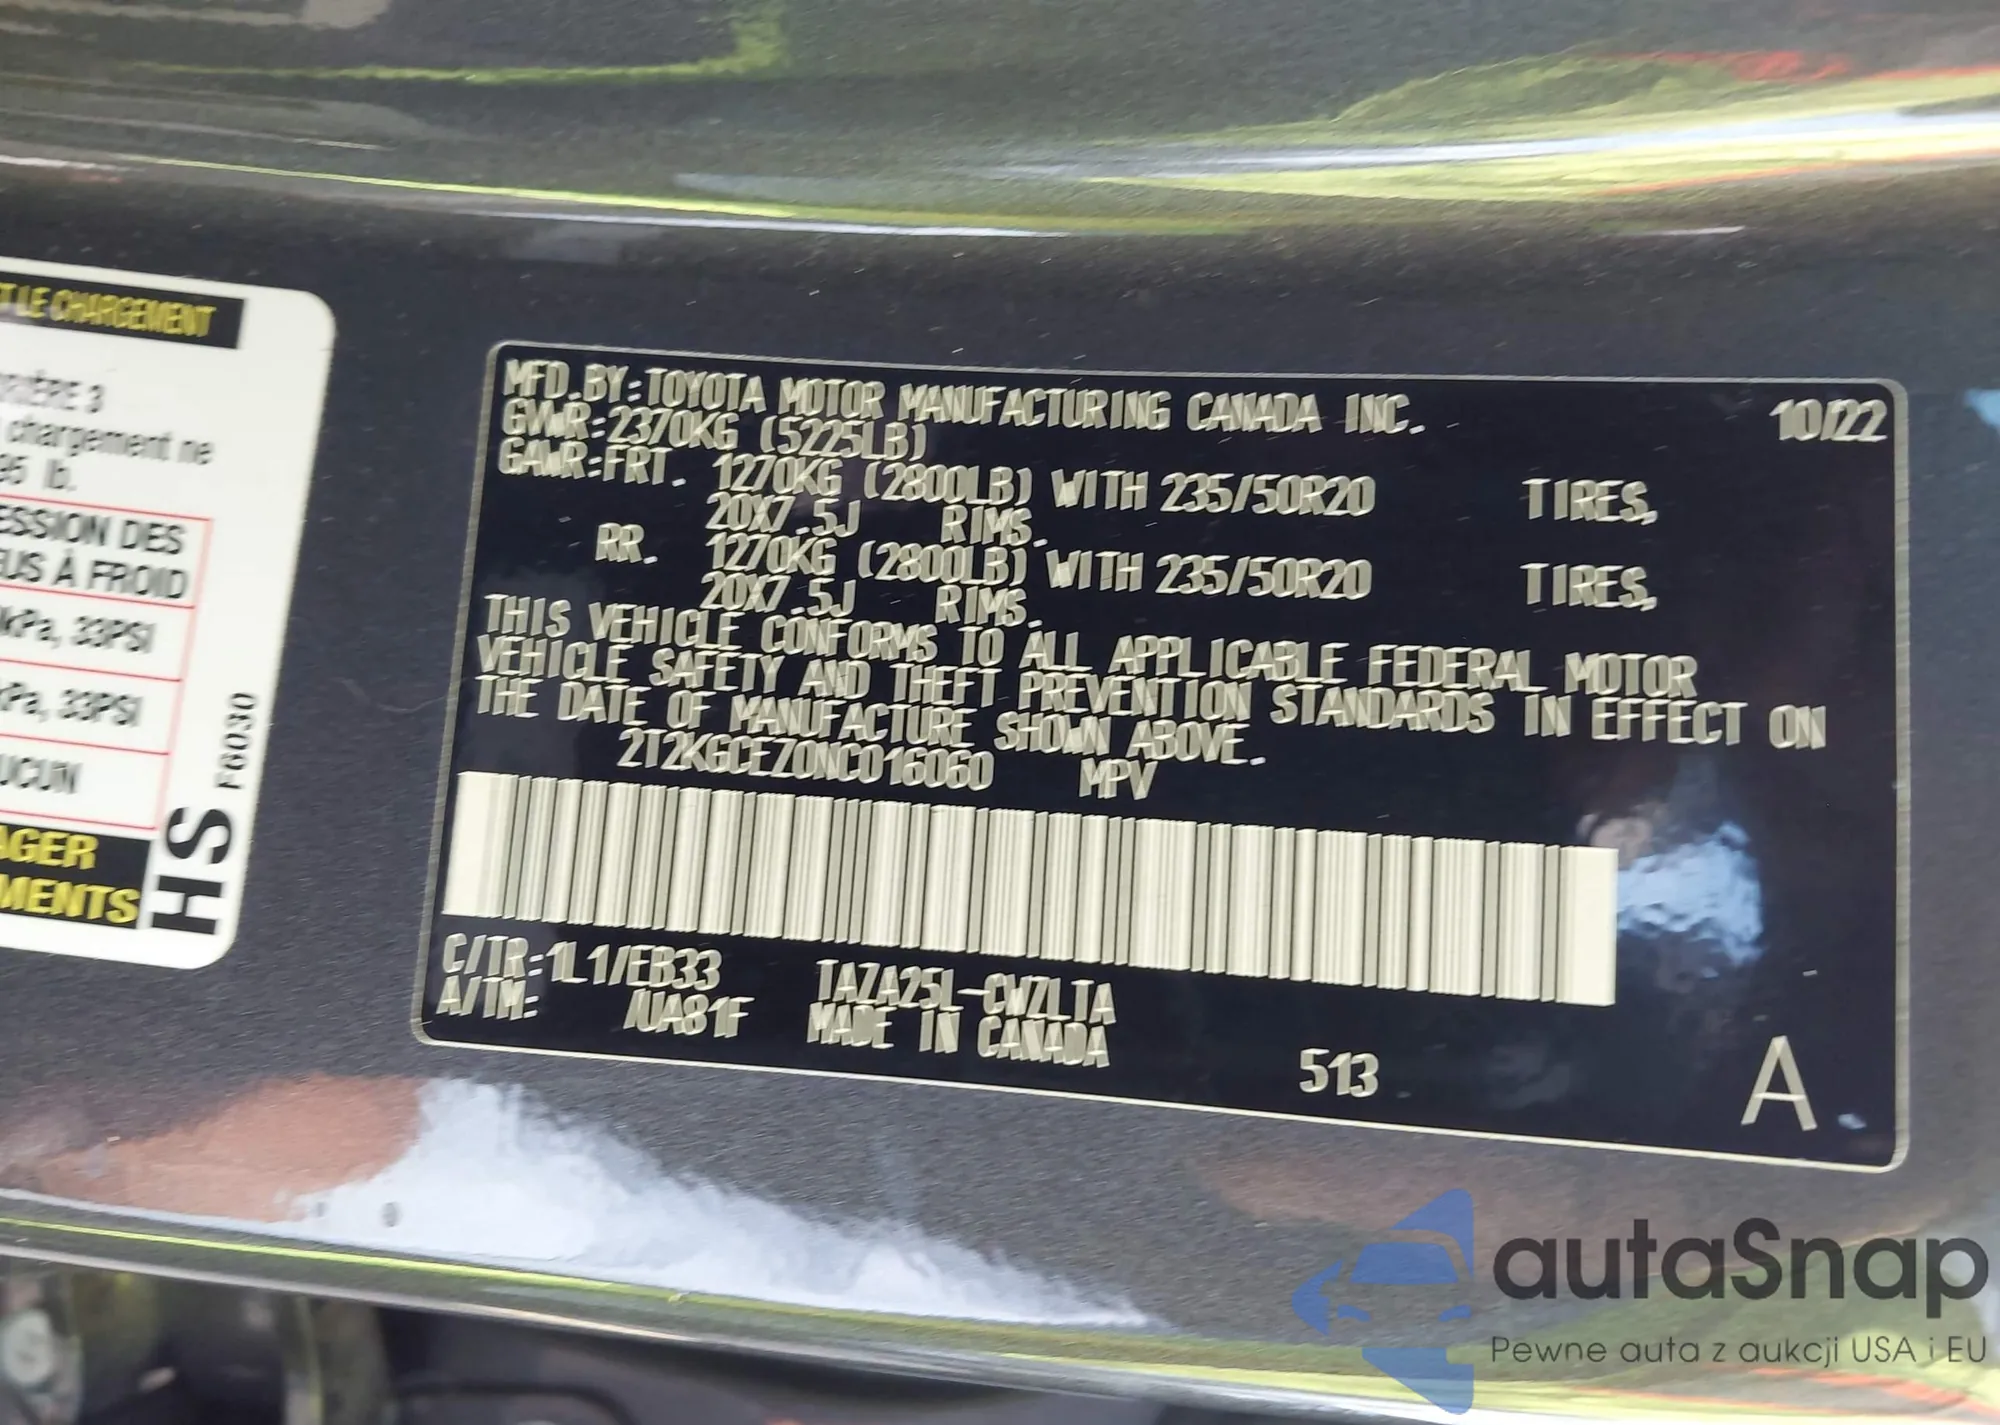 T LE CHARGEMENT
RIÈRE 3
chargement ne
95 lb.
ESSION DES
EUS À FROID
kPa, 33PSI
kPa, 33PSI
UCUN
AGER
MENTS
HS F6030
MFD.BY:TOYOTA MOTOR MANUFACTURING CANADA INC. 10/22
GVWR:2370KG (5225LB)
GAWR:FRT. 1270KG (2800LB) WITH 235/50R20 TIRES,
20X7.5J RIMS.
RR. 1270KG (2800LB) WITH 235/50R20 TIRES,
20X7.5J RIMS.
THIS VEHICLE CONFORMS TO ALL APPLICABLE FEDERAL MOTOR
VEHICLE SAFETY AND THEFT PREVENTION STANDARDS IN EFFECT ON
THE DATE OF MANUFACTURE SHOWN ABOVE.
2T2KGCEZ0NC016060 MPV
C/TR:1L1/EB33 TAZA25L-CWZLTA
A/TM: /UA81F MADE IN CANADA
513
A
autaSnap
Pewne auta z aukcji USA i EU